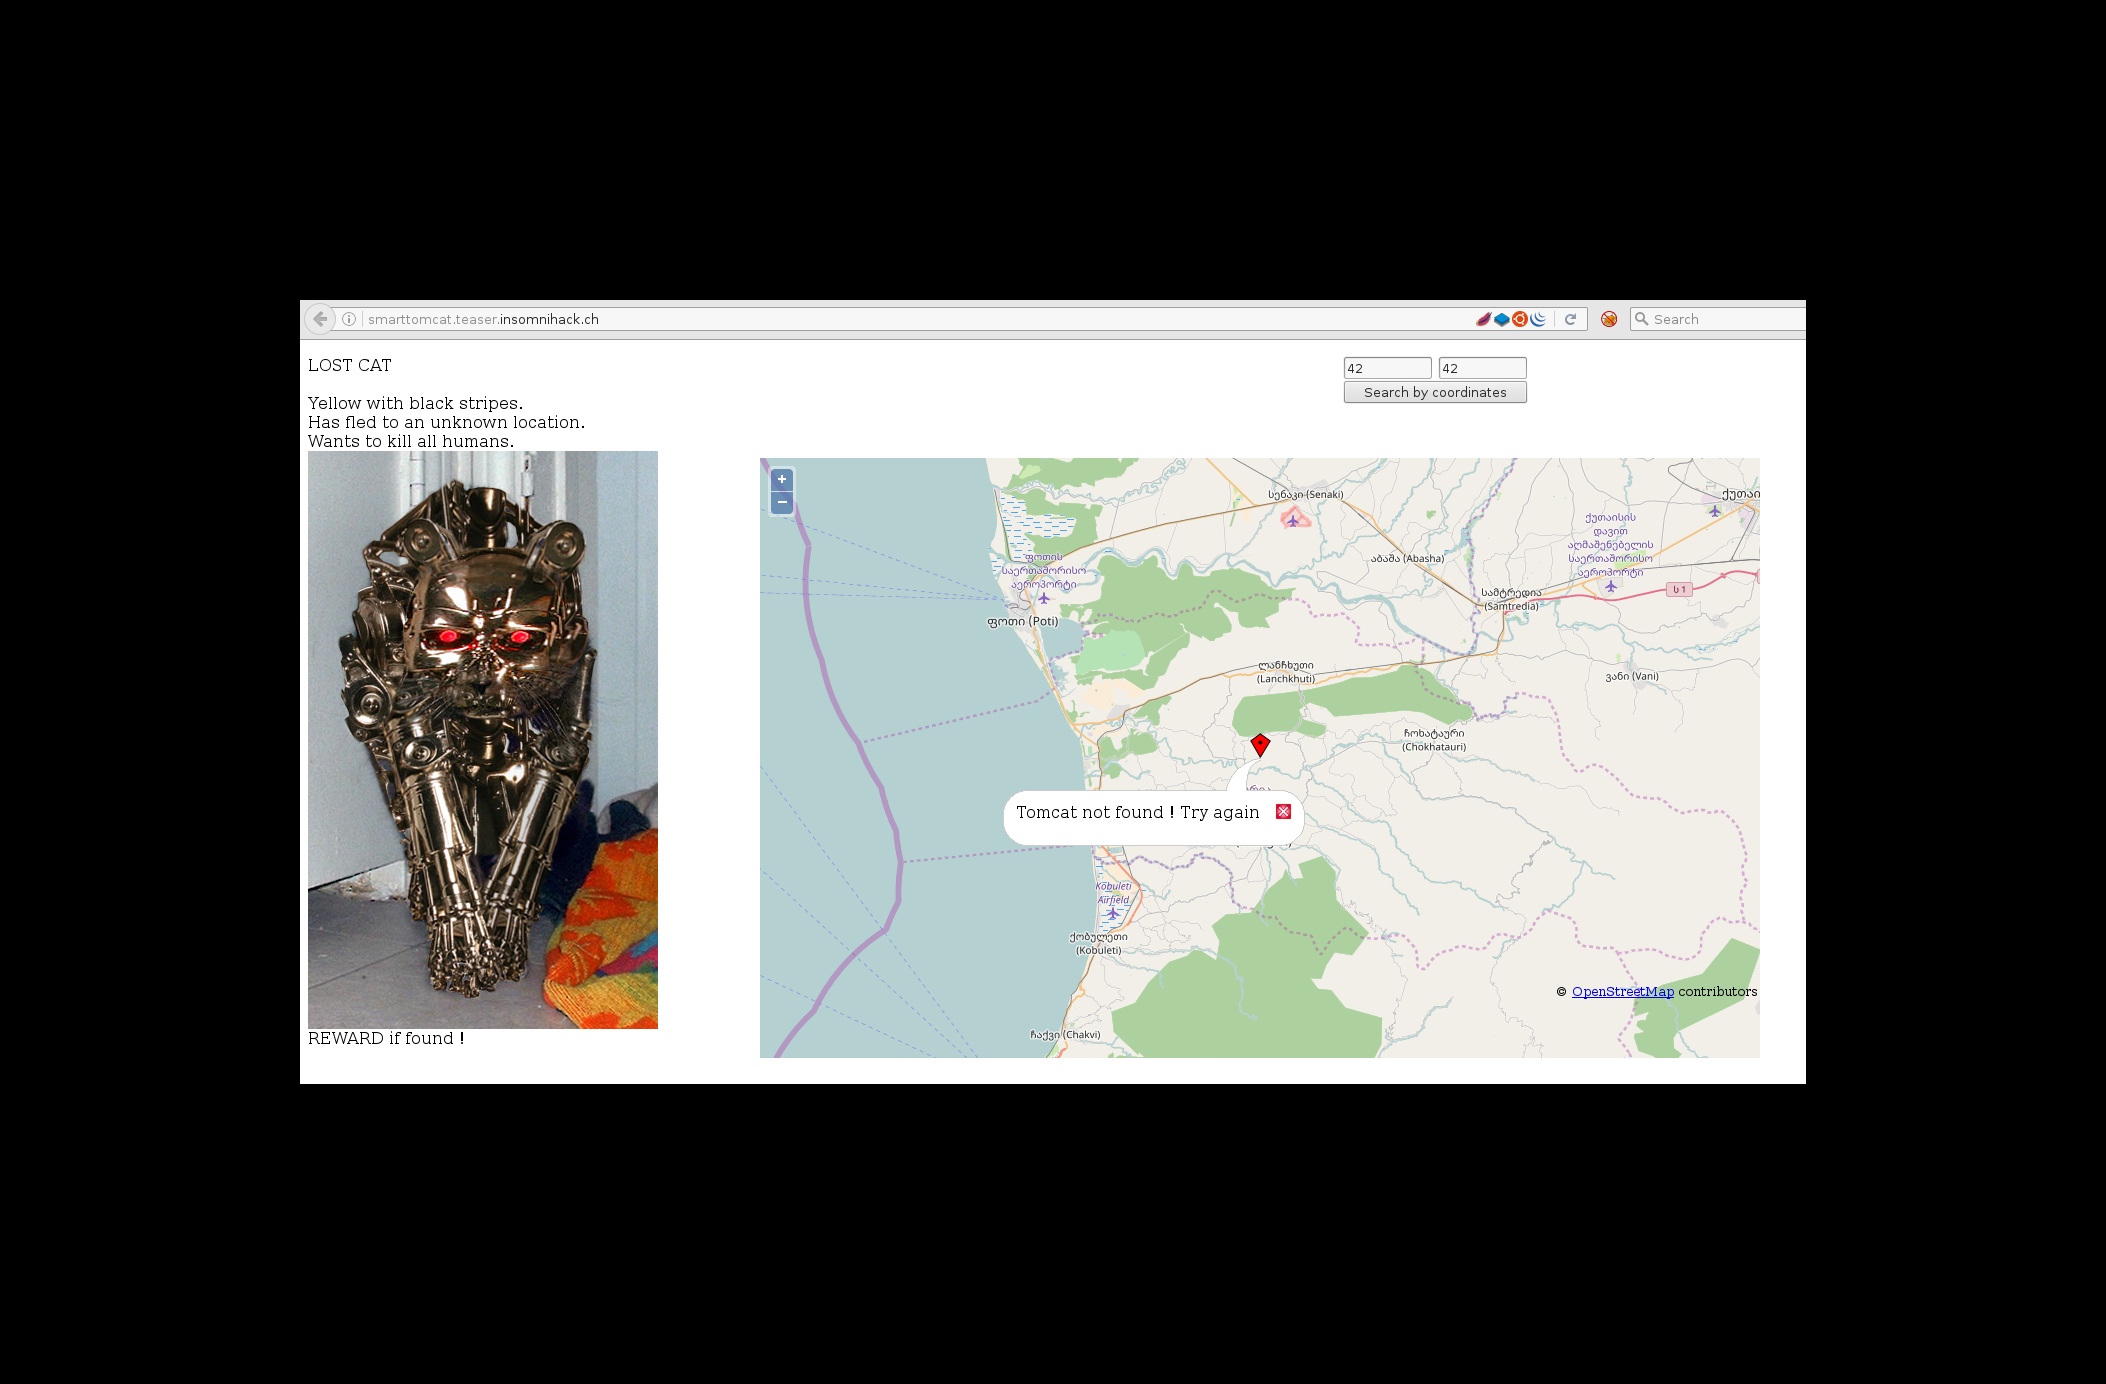 smarttomcat.teaser.insomnihack.ch
Search
LOST CAT
42 42
Search by coordinates
Yellow with black stripes.
Has fled to an unknown location.
Wants to kill all humans.
+
−
სენაკი (Senaki)
ფოთის
საერთაშორისო
აეროპორტი
აბაშა (Abasha)
ქუთაისის
დავით
აღმაშენებელის
საერთაშორისო
აეროპორტი
სამტრედია
(Samtredia)
ს 1
ფოთი (Poti)
ლანჩხუთი
(Lanchkhuti)
ვანი (Vani)
ჩოხატაური
(Chokhatauri)
Tomcat not found ! Try again
Kobuleti
Airfield
ქობულეთი
(Kobuleti)
ჩაქვი (Chakvi)
© OpenStreetMap contributors
REWARD if found !